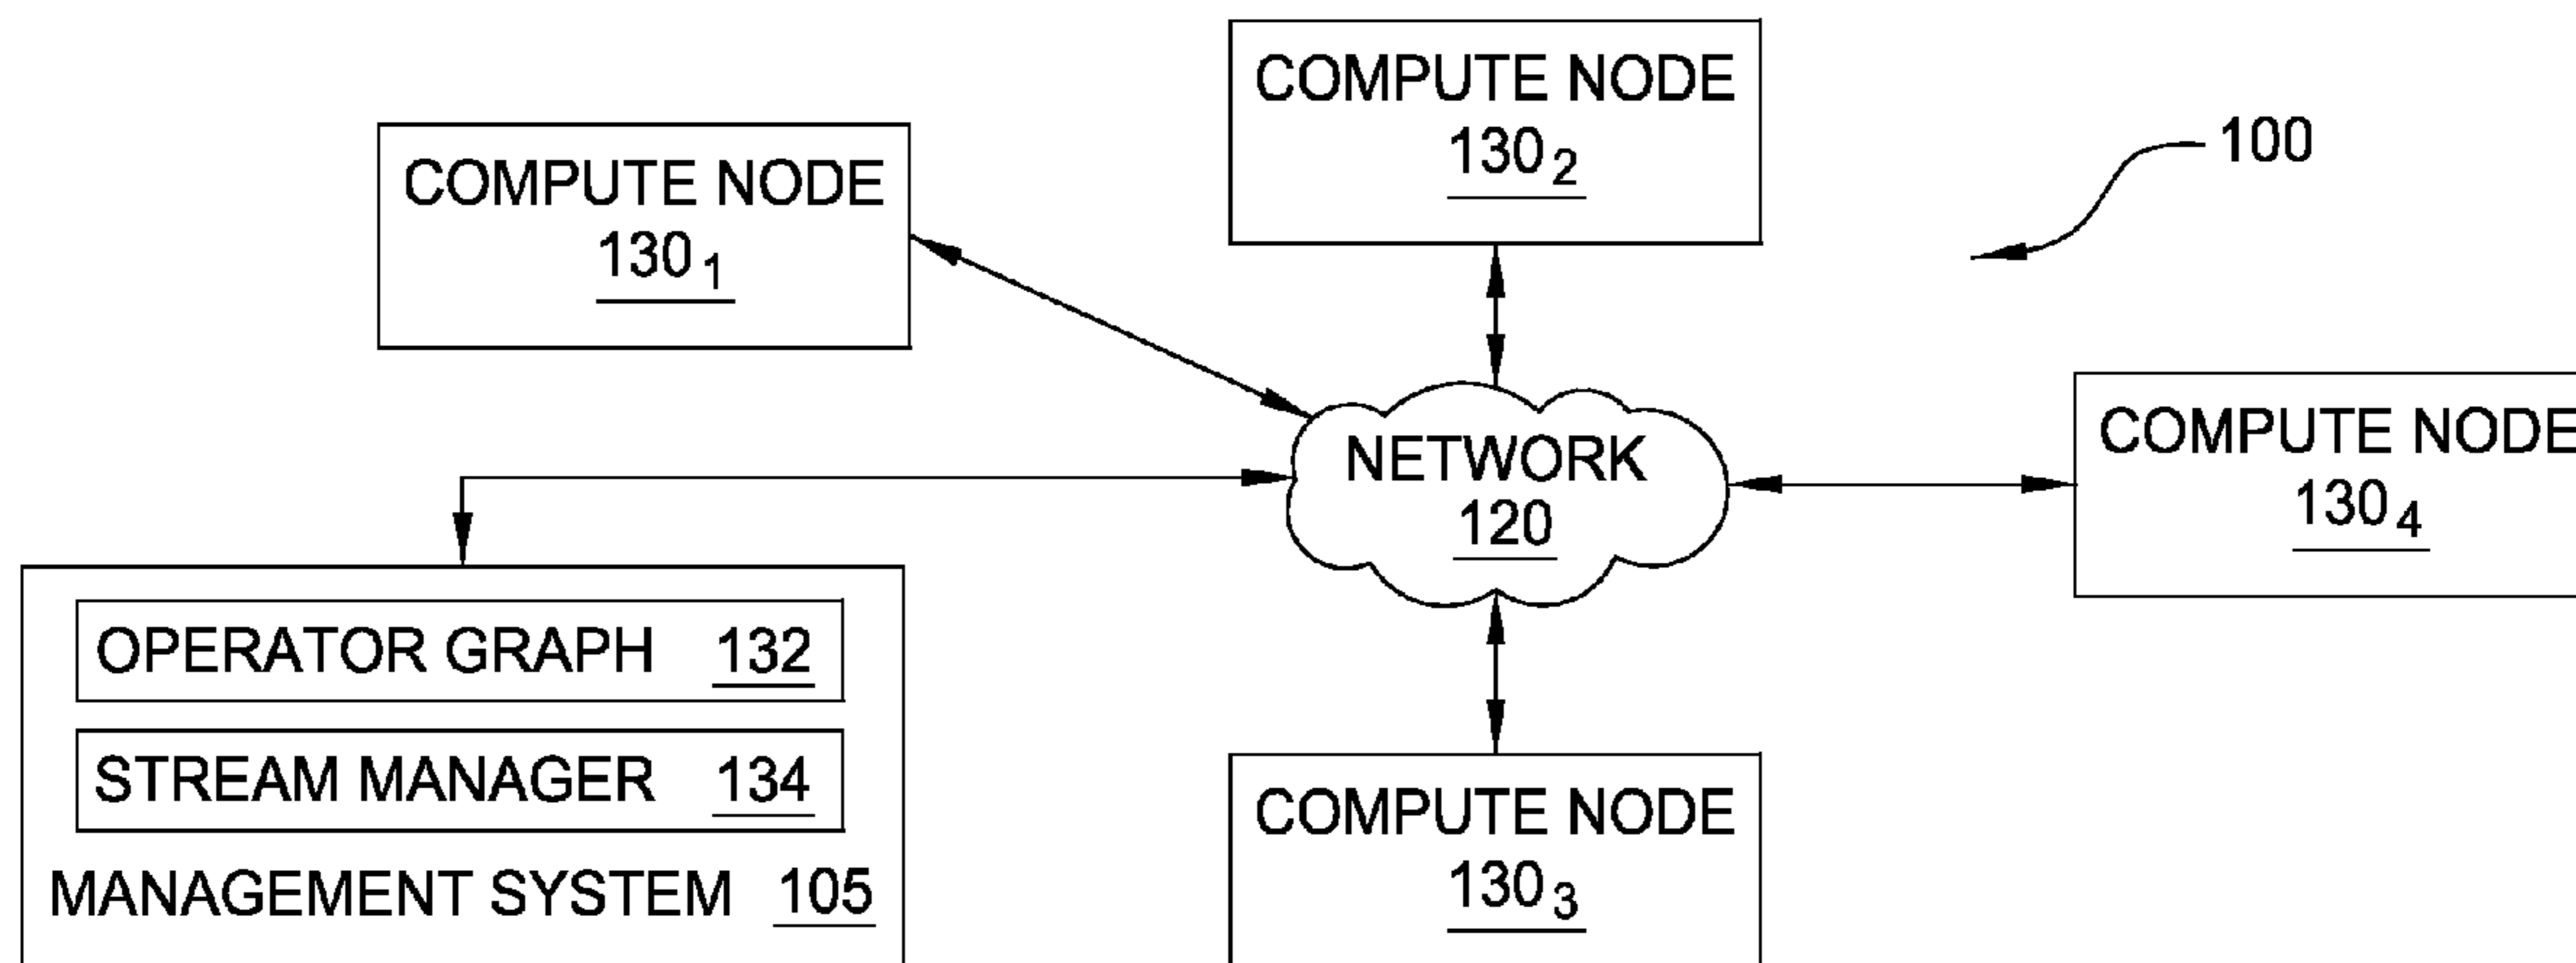 COMPUTE NODE
130₂
100
COMPUTE NODE
130₁
COMPUTE NODE
130₄
NETWORK
120
OPERATOR GRAPH 132
STREAM MANAGER 134
MANAGEMENT SYSTEM 105
COMPUTE NODE
130₃